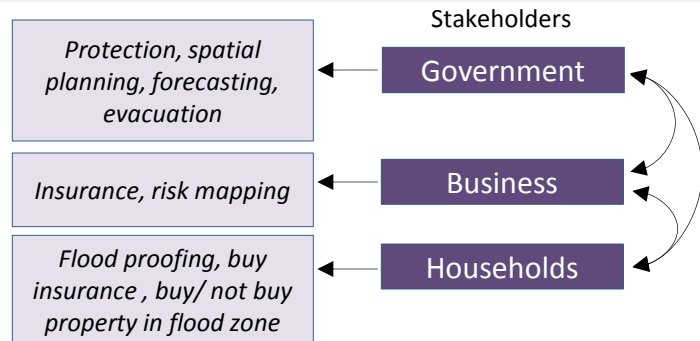 Stakeholders
Protection, spatial
planning, forecasting,
evacuation
Government
Insurance, risk mapping
Business
Flood proofing, buy
insurance , buy/ not buy
property in flood zone
Households